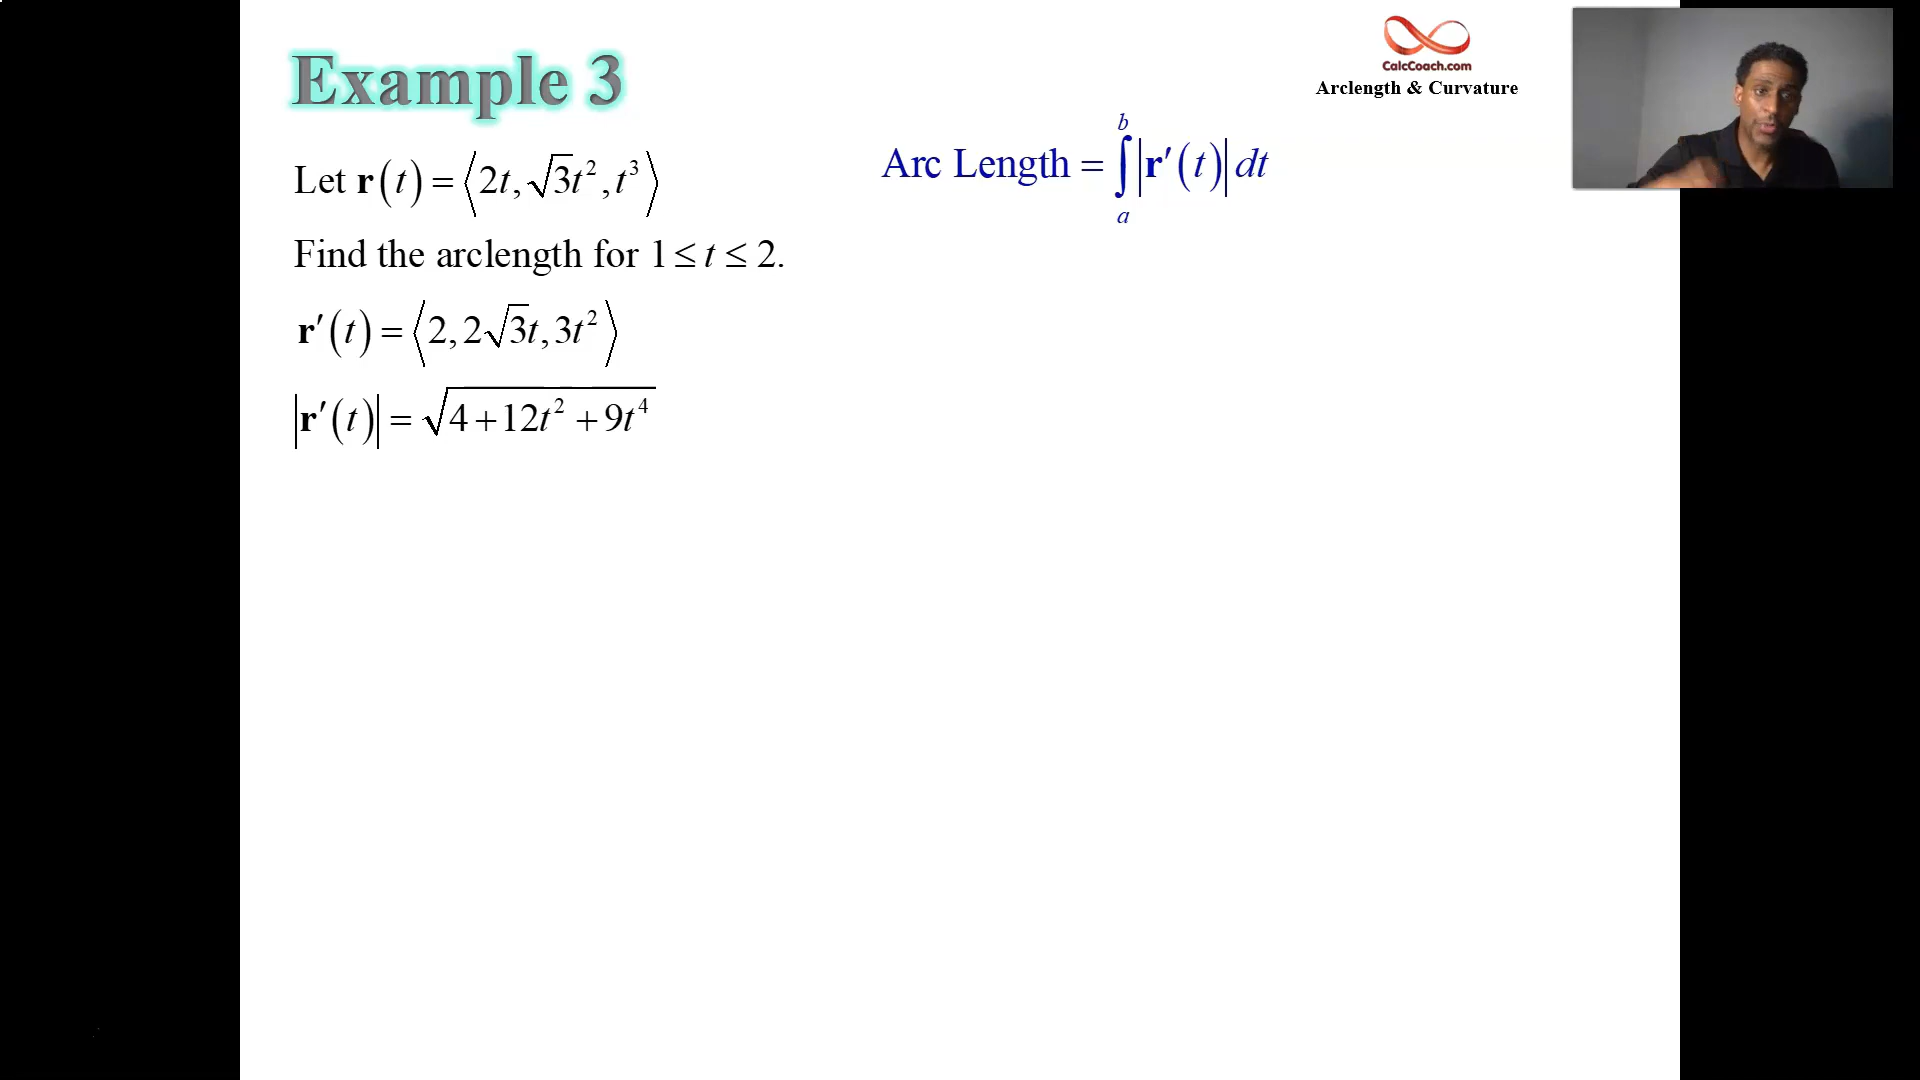 Example 3
CalcCoach.com
Arclength & Curvature
Let r(t) = ⟨2t, √3t², t³⟩
Arc Length = ∫ₐᵇ |r′(t)| dt
Find the arclength for 1 ≤ t ≤ 2.
r′(t) = ⟨2, 2√3t, 3t²⟩
|r′(t)| = √(4 + 12t² + 9t⁴)